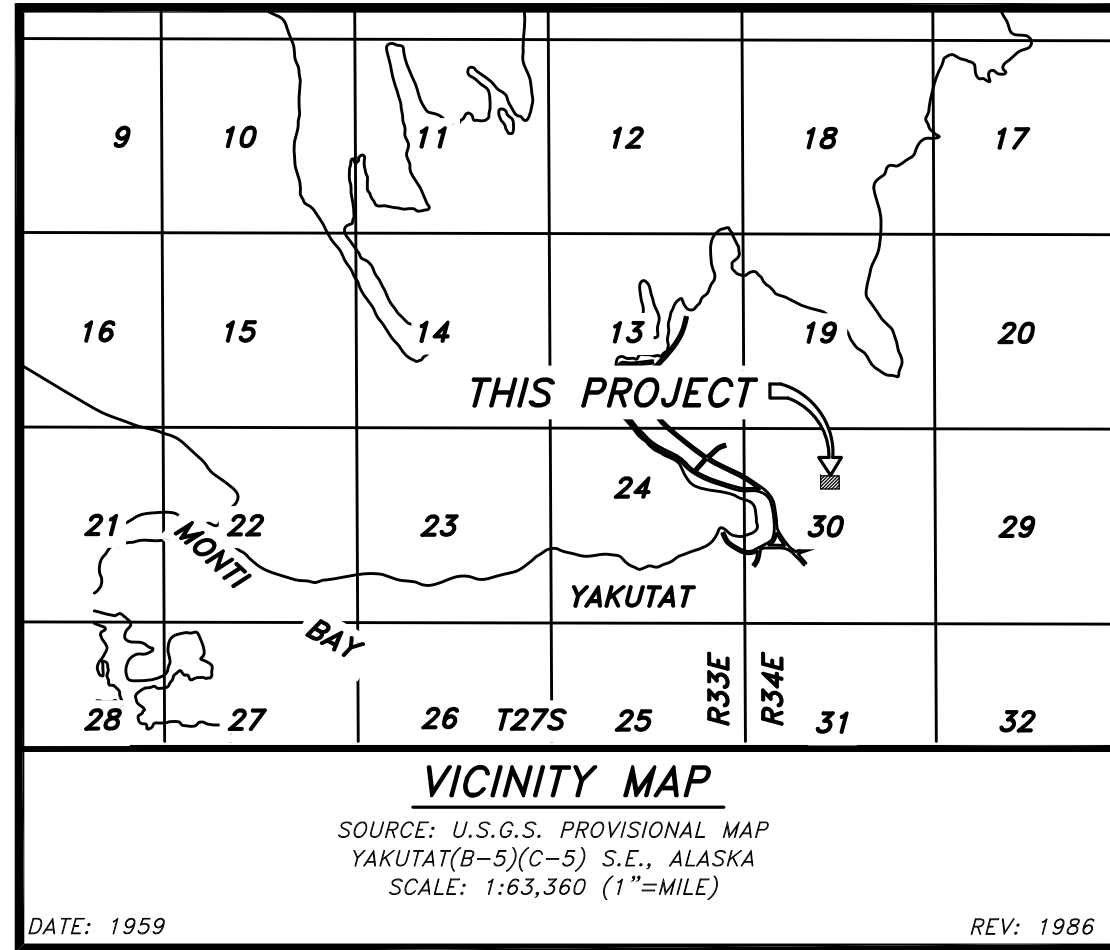 9 10 11 12 18 17
16 15 14 13 19 20
THIS PROJECT
24
21 22 23 30 29
MONTI
YAKUTAT
BAY
R33E R34E
28 27 26 T27S 25 31 32
VICINITY MAP
SOURCE: U.S.G.S. PROVISIONAL MAP
YAKUTAT(B-5)(C-5) S.E., ALASKA
SCALE: 1:63,360 (1"=MILE)
DATE: 1959 REV: 1986